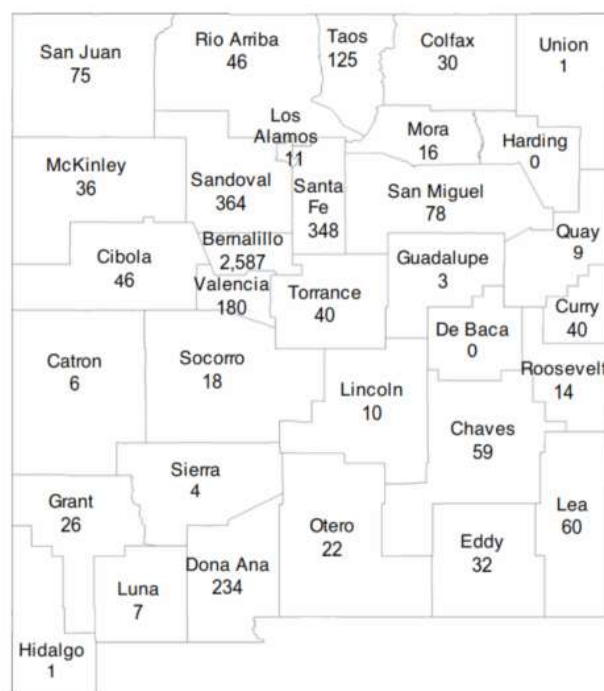 San Juan
75
Rio Arriba
46
Taos
125
Colfax
30
Union
1
Los
Alamos
11
Mora
16
Harding
0
McKinley
36
Sandoval
364
Santa
Fe
348
San Miguel
78
Quay
9
Cibola
46
Bernalillo
2,587
Valencia
180
Torrance
40
Guadalupe
3
Curry
40
De Baca
0
Catron
6
Socorro
18
Lincoln
10
Roosevelt
14
Chaves
59
Sierra
4
Grant
26
Otero
22
Lea
60
Eddy
32
Dona Ana
234
Luna
7
Hidalgo
1